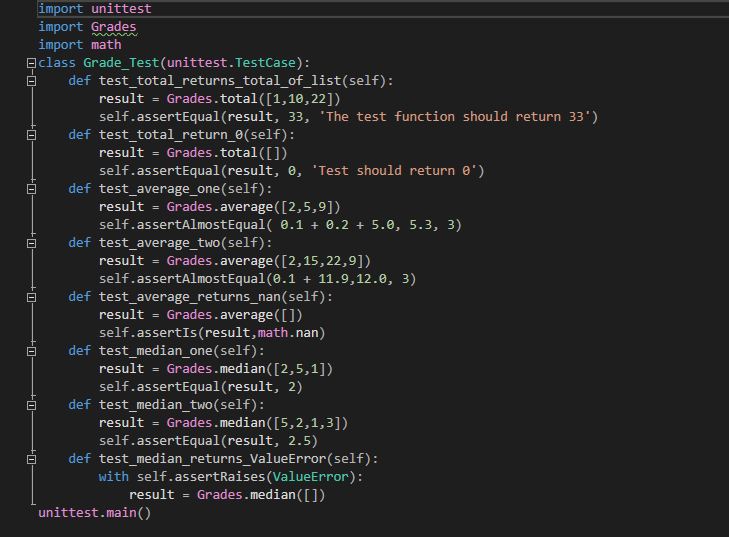 import unittest
import Grades
import math
class Grade_Test(unittest.TestCase):
    def test_total_returns_total_of_list(self):
        result = Grades.total([1,10,22])
        self.assertEqual(result, 33, 'The test function should return 33')
    def test_total_return_0(self):
        result = Grades.total([])
        self.assertEqual(result, 0, 'Test should return 0')
    def test_average_one(self):
        result = Grades.average([2,5,9])
        self.assertAlmostEqual( 0.1 + 0.2 + 5.0, 5.3, 3)
    def test_average_two(self):
        result = Grades.average([2,15,22,9])
        self.assertAlmostEqual(0.1 + 11.9,12.0, 3)
    def test_average_returns_nan(self):
        result = Grades.average([])
        self.assertIs(result,math.nan)
    def test_median_one(self):
        result = Grades.median([2,5,1])
        self.assertEqual(result, 2)
    def test_median_two(self):
        result = Grades.median([5,2,1,3])
        self.assertEqual(result, 2.5)
    def test_median_returns_ValueError(self):
        with self.assertRaises(ValueError):
            result = Grades.median([])
unittest.main()